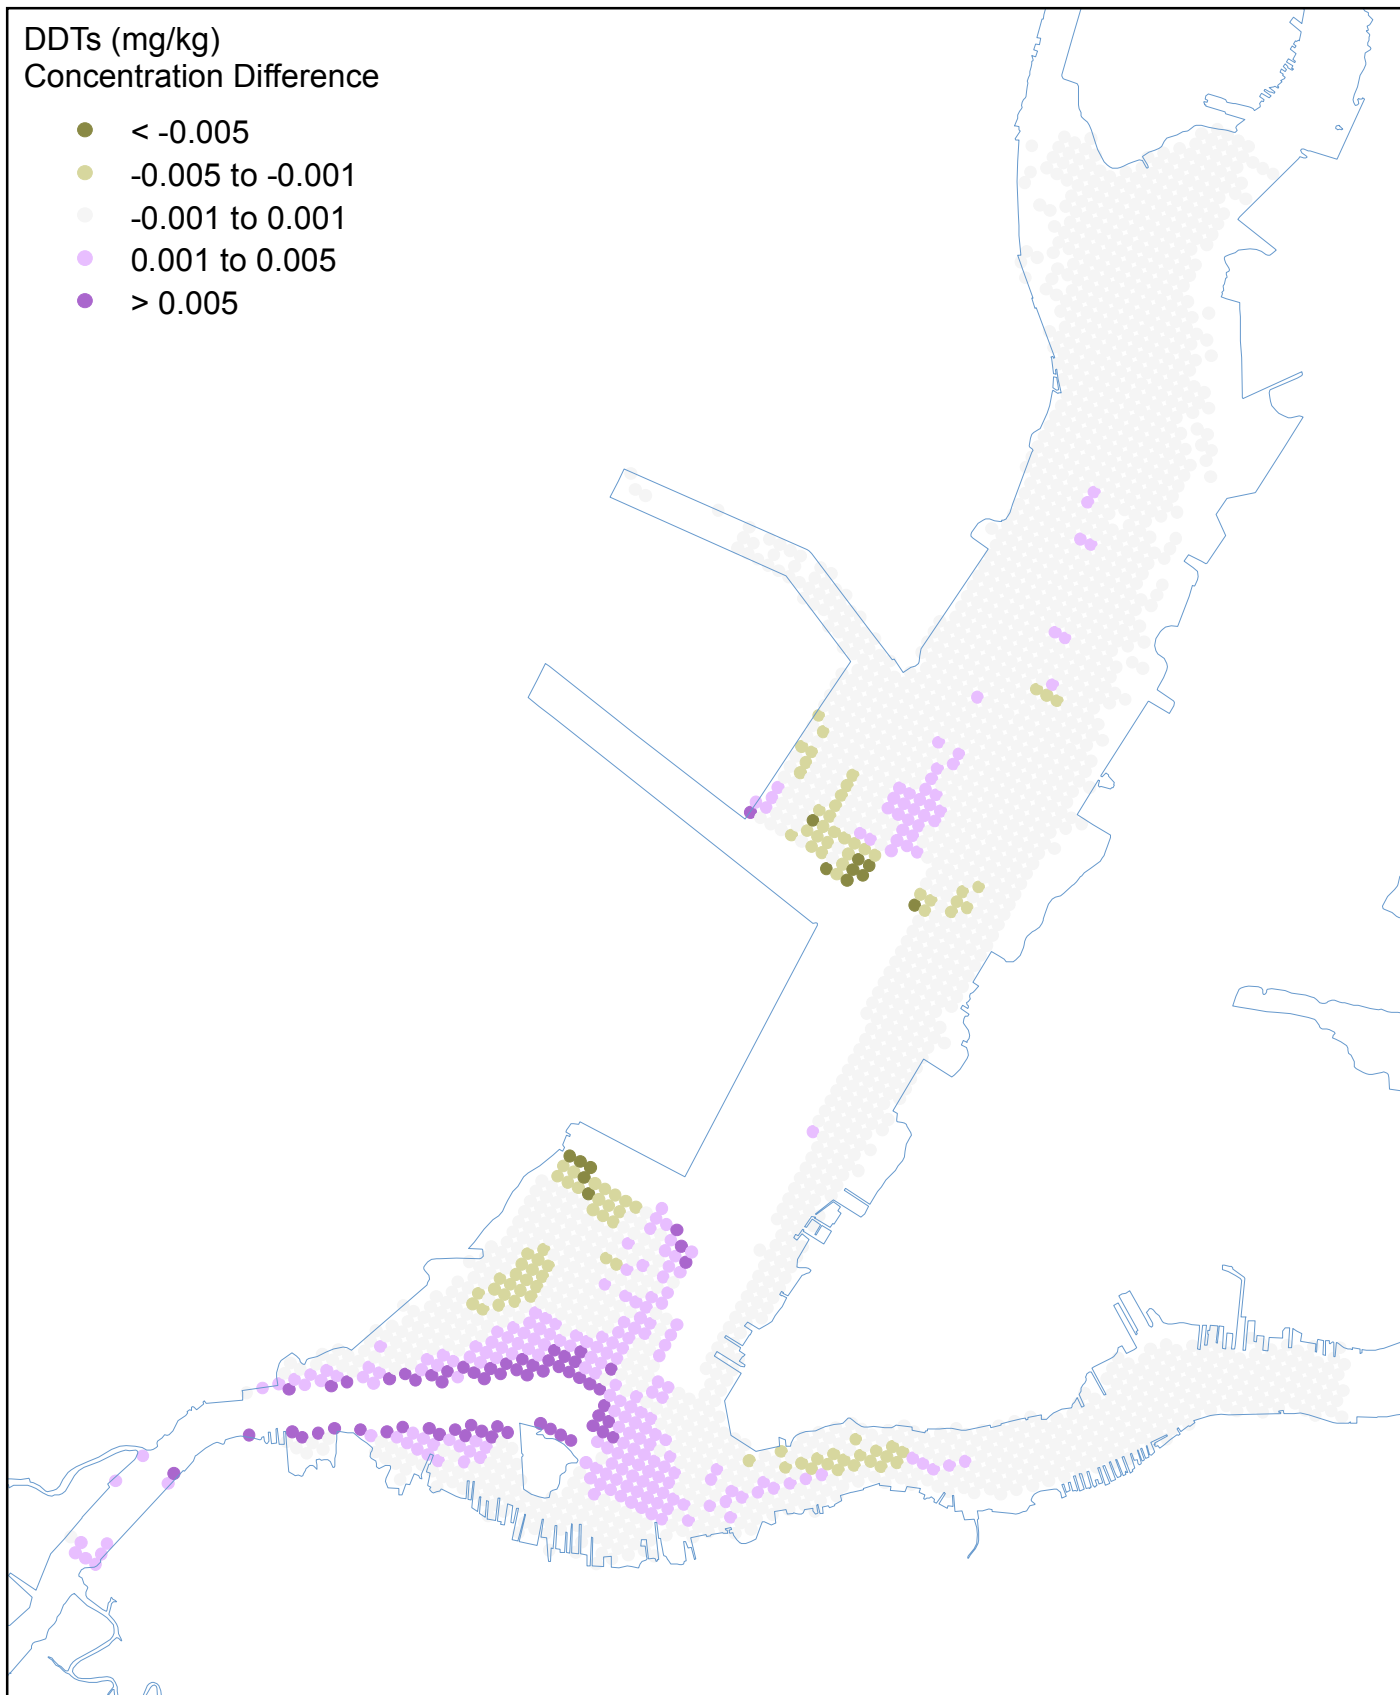 DDTs (mg/kg)
Concentration Difference
< -0.005
-0.005 to -0.001
-0.001 to 0.001
0.001 to 0.005
> 0.005